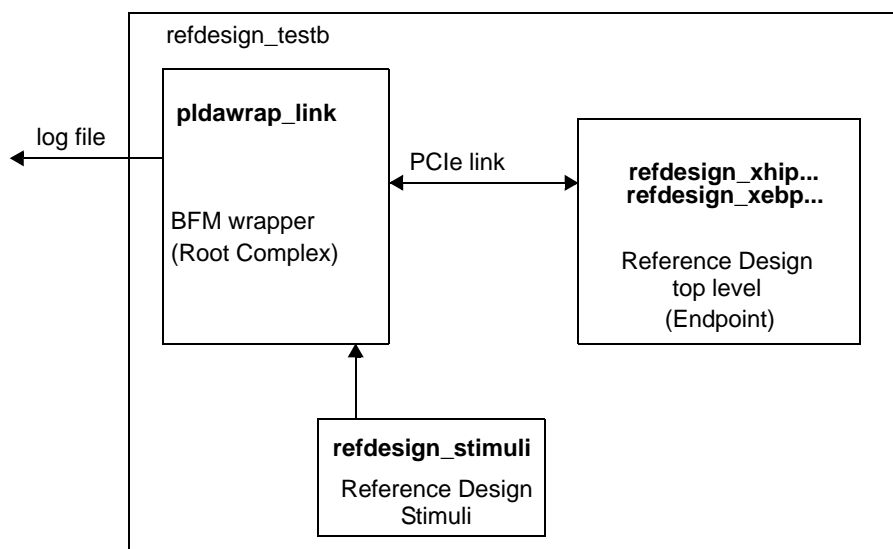 refdesign_testb
pldawrap_link
log file
PCIe link
BFM wrapper
(Root Complex)
refdesign_xhip...
refdesign_xebp...
Reference Design
top level
(Endpoint)
refdesign_stimuli
Reference Design
Stimuli